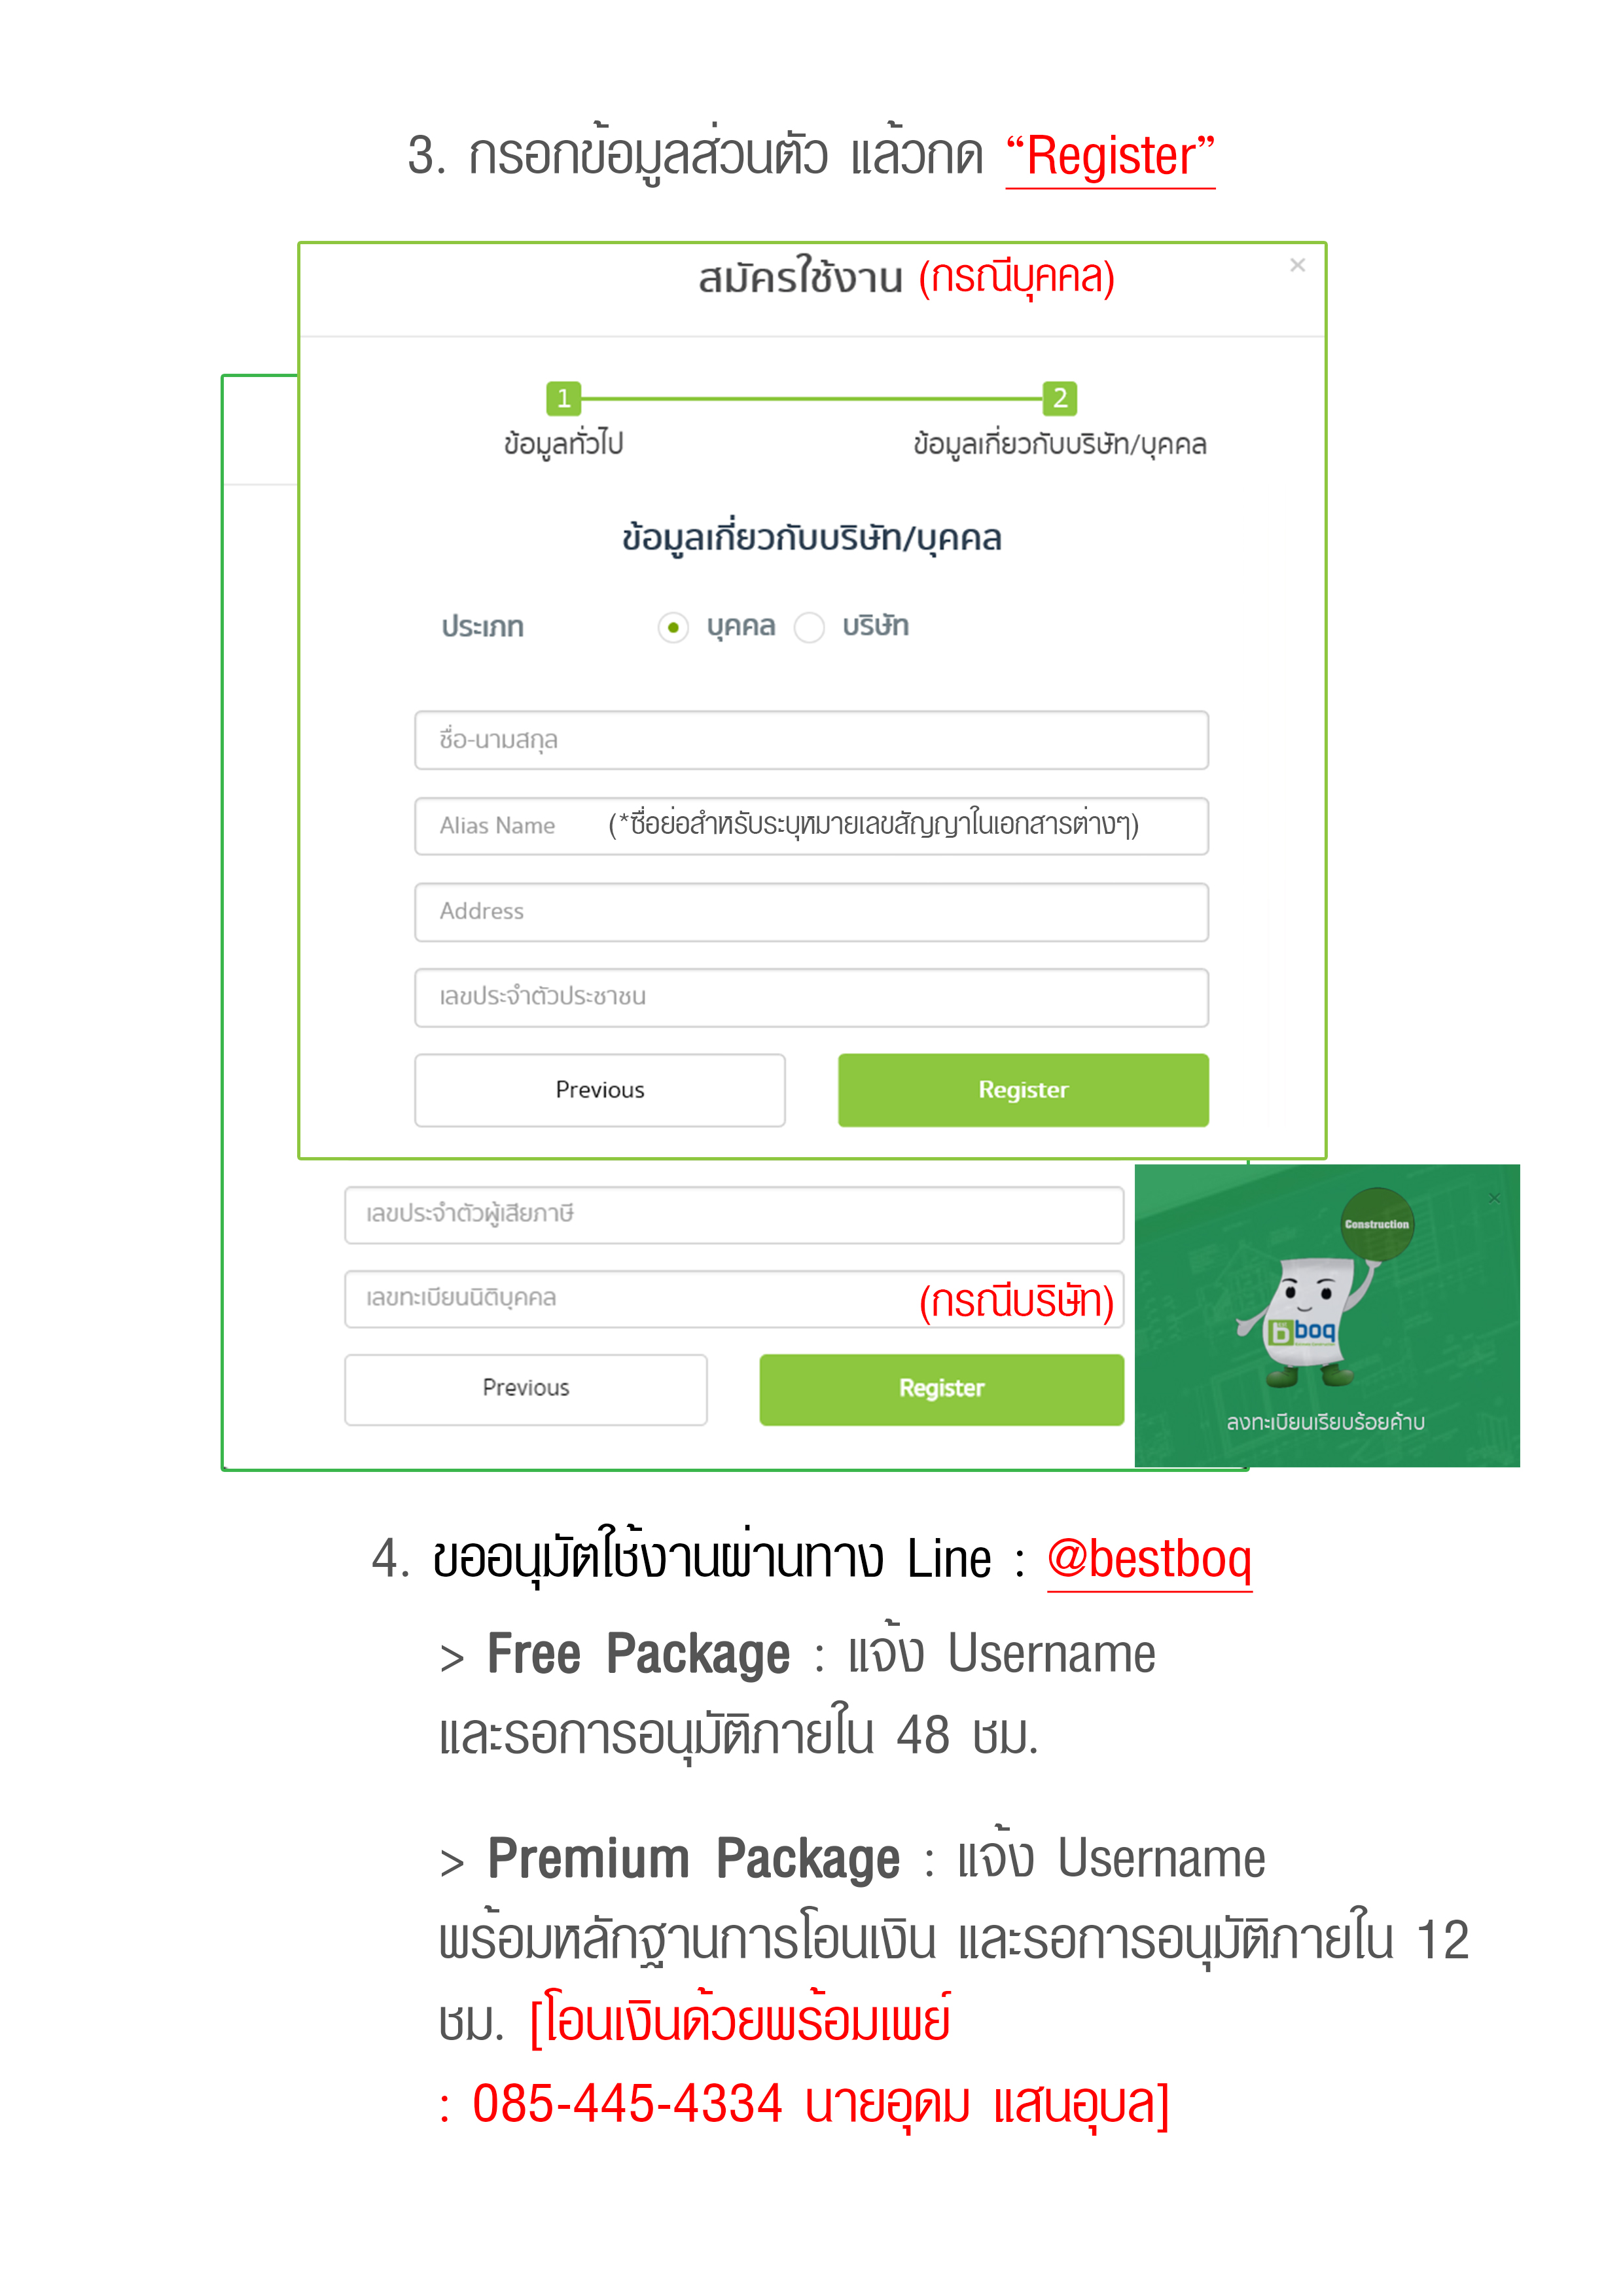 3. กรอกข้อมูลส่วนตัว แล้วกด “Register”
สมัครใช้งาน (กรณีบุคคล)
×
1
2
ข้อมูลทั่วไป
ข้อมูลเกี่ยวกับบริษัท/บุคคล
ข้อมูลเกี่ยวกับบริษัท/บุคคล
ประเภท บุคคล บริษัท
ชื่อ-นามสกุล
Alias Name (*ชื่อย่อสำหรับระบุหมายเลขสัญญาในเอกสารต่างๆ)
Address
เลขประจำตัวประชาชน
Previous Register
เลขประจำตัวผู้เสียภาษี
เลขทะเบียนนิติบุคคล (กรณีบริษัท)
Previous Register
×
Construction
boq
ลงทะเบียนเรียบร้อยค้าบ
4. ขออนุมัตใช้งานผ่านทาง Line : @bestboq
> Free Package : แจ้ง Username
และรอการอนุมัติภายใน 48 ชม.
> Premium Package : แจ้ง Username
พร้อมหลักฐานการโอนเงิน และรอการอนุมัติภายใน 12
ชม. [โอนเงินด้วยพร้อมเพย์
: 085-445-4334 นายอุดม แสนอุบล]